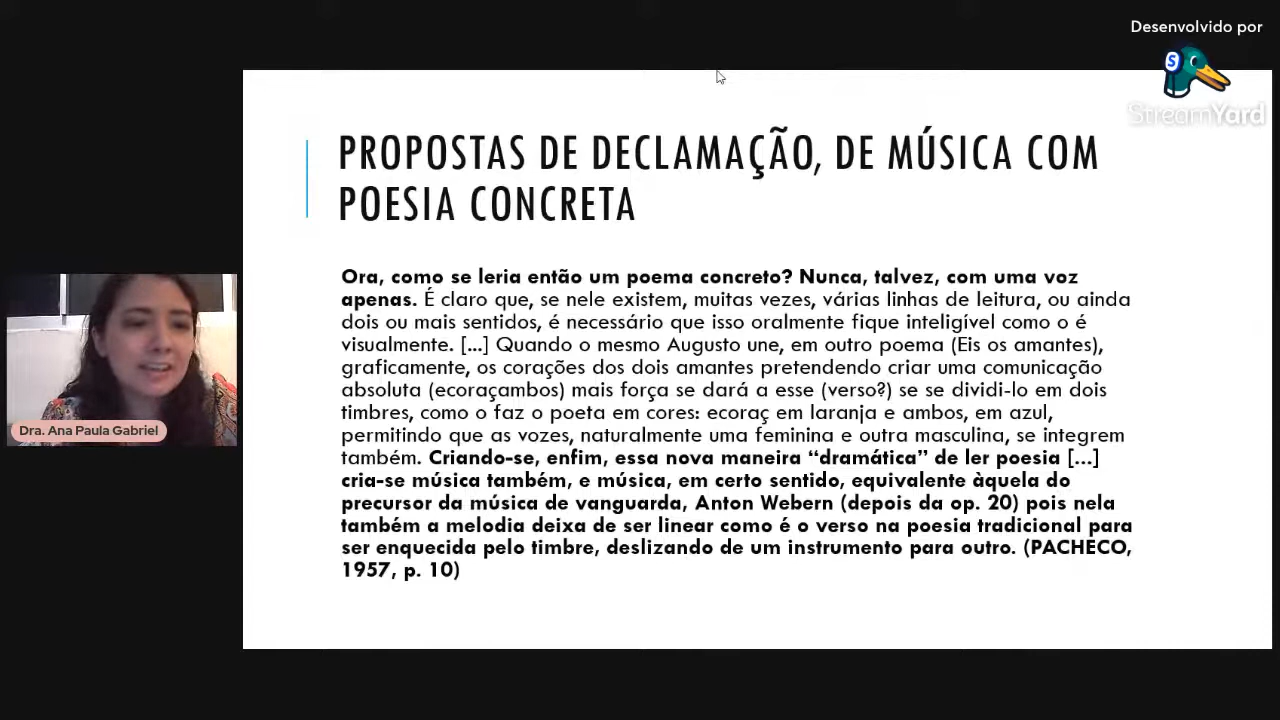 Desenvolvido por
S
StreamYard
PROPOSTAS DE DECLAMAÇÃO, DE MÚSICA COM
POESIA CONCRETA
Ora, como se leria então um poema concreto? Nunca, talvez, com uma voz
apenas. É claro que, se nele existem, muitas vezes, várias linhas de leitura, ou ainda
dois ou mais sentidos, é necessário que isso oralmente fique inteligível como o é
visualmente. [...] Quando o mesmo Augusto une, em outro poema (Eis os amantes),
graficamente, os corações dos dois amantes pretendendo criar uma comunicação
absoluta (ecoraçambos) mais força se dará a esse (verso?) se se dividi-lo em dois
timbres, como o faz o poeta em cores: ecoraç em laranja e ambos, em azul,
permitindo que as vozes, naturalmente uma feminina e outra masculina, se integrem
também. Criando-se, enfim, essa nova maneira “dramática” de ler poesia [...]
cria-se música também, e música, em certo sentido, equivalente àquela do
precursor da música de vanguarda, Anton Webern (depois da op. 20) pois nela
também a melodia deixa de ser linear como é o verso na poesia tradicional para
ser enquecida pelo timbre, deslizando de um instrumento para outro. (PACHECO,
1957, p. 10)
Dra. Ana Paula Gabriel